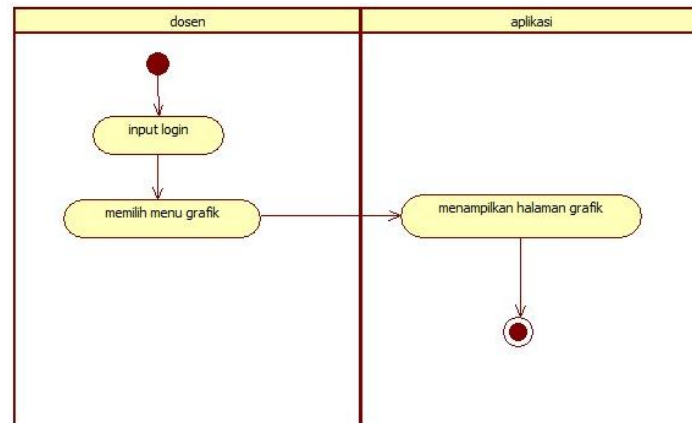 dosen
aplikasi
input login
memilih menu grafik
menampilkan halaman grafik